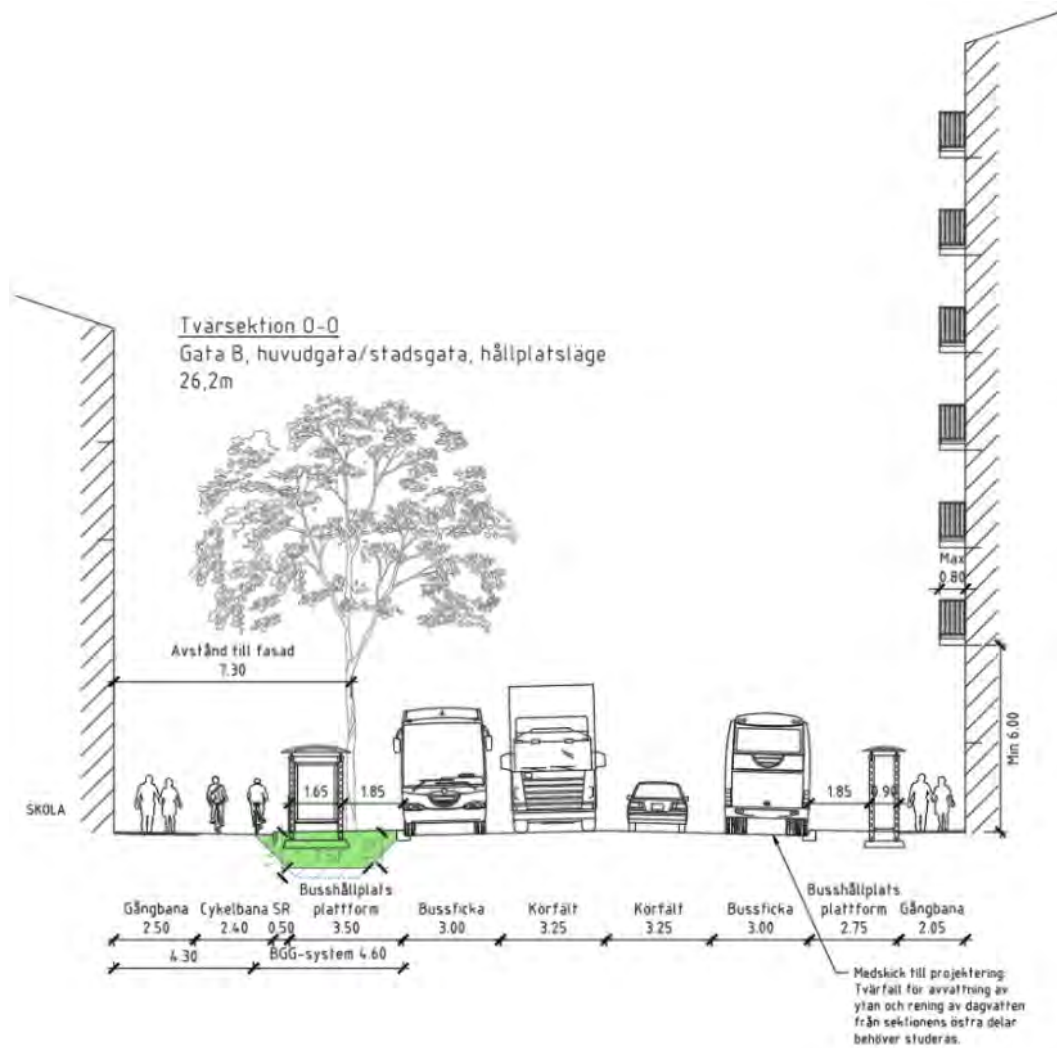 Tvärsektion O-O
Gata B, huvudgata/stadsgata, hållplatsläge
26,2m
Max
0.80
Avstånd till fasad
7.30
Min 6.00
1.65
1.85
1.85
0.90
SKOLA
Busshållplats
plattform
Busshållplats
plattform
Gångbana
Cykelbana SR
Bussficka
Körfält
Körfält
Bussficka
Gångbana
2.50
2.40
0.50
3.50
3.00
3.25
3.25
3.00
2.75
2.05
4.30
BGG-system 4.60
Medskick till projektering:
Tvärfall för avvattning av
ytan och rening av dagvatten
från sektionens östra delar
behöver studeras.